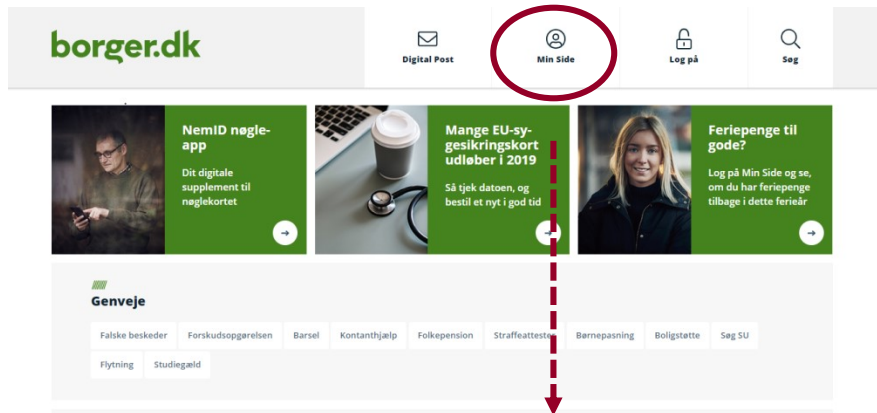 borger.dk
Digital Post
Min Side
Log på
Søg
NemID nøgle-
app
Dit digitale
supplement til
nøglekortet
Mange EU-sy-
gesikringskort
udløber i 2019
Så tjek datoen, og
bestil et nyt i god tid
Feriepenge til
gode?
Log på Min Side og se,
om du har feriepenge
tilbage i dette ferieår
Genveje
Falske beskeder Forskudsopgørelsen Barsel Kontanthjælp Folkepension Straffeattester Børnepasning Boligstøtte Søg SU
Flytning Studiegæld